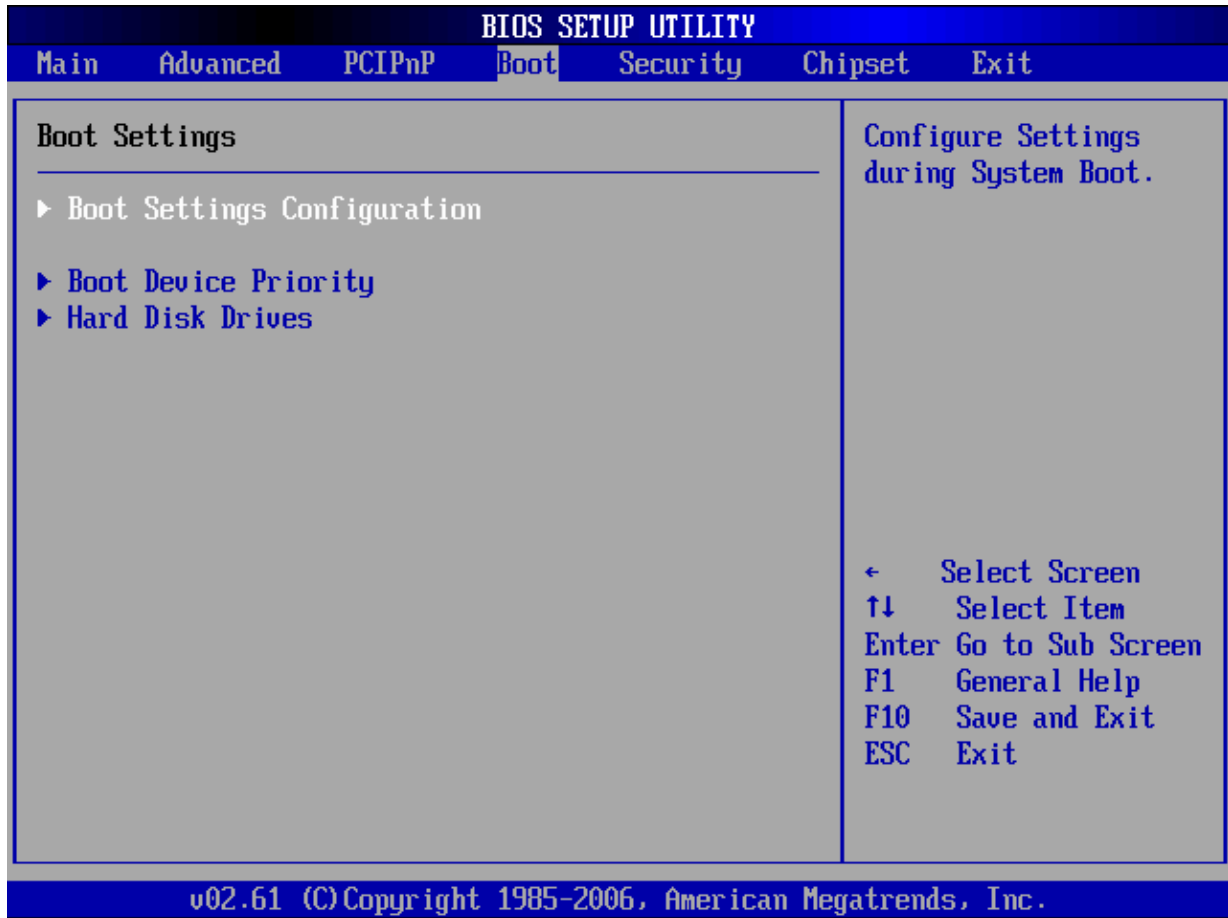 BIOS SETUP UTILITY
Main Advanced PCIPnP Boot Security Chipset Exit
Boot Settings
▶ Boot Settings Configuration
▶ Boot Device Priority
▶ Hard Disk Drives
Configure Settings
during System Boot.
← Select Screen
↑↓ Select Item
Enter Go to Sub Screen
F1 General Help
F10 Save and Exit
ESC Exit
v02.61 (C)Copyright 1985-2006, American Megatrends, Inc.